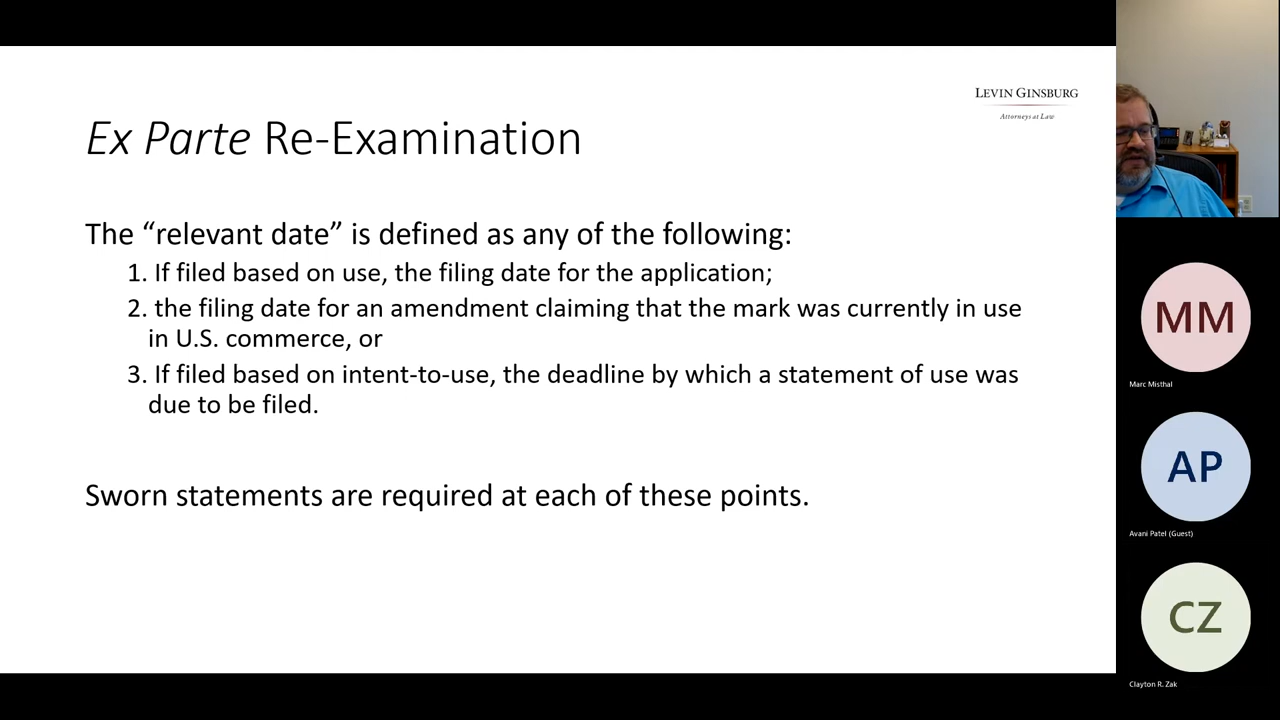 LEVIN GINSBURG
Attorneys at Law
Ex Parte Re-Examination
The “relevant date” is defined as any of the following:
1. If filed based on use, the filing date for the application;
2. the filing date for an amendment claiming that the mark was currently in use
in U.S. commerce, or
3. If filed based on intent-to-use, the deadline by which a statement of use was
due to be filed.
Sworn statements are required at each of these points.
MM
Marc Misthal
AP
Avani Patel (Guest)
CZ
Clayton R. Zak